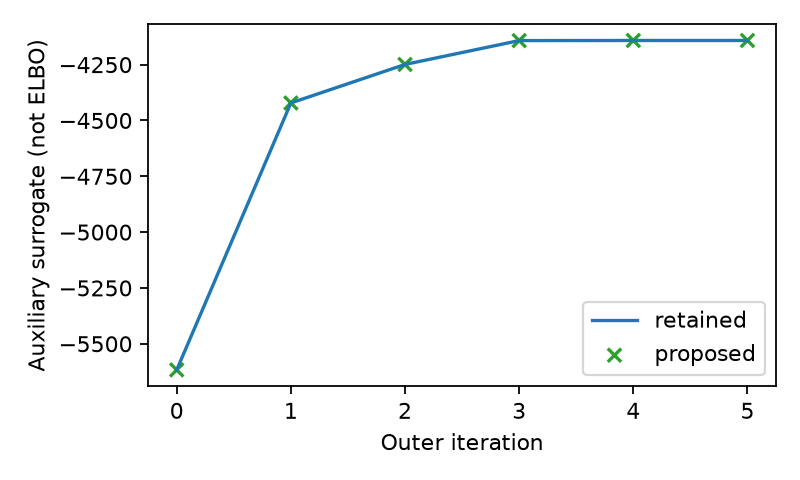 Auxiliary surrogate (not ELBO)
−4250
−4500
−4750
−5000
−5250
−5500
retained
proposed
0 1 2 3 4 5
Outer iteration